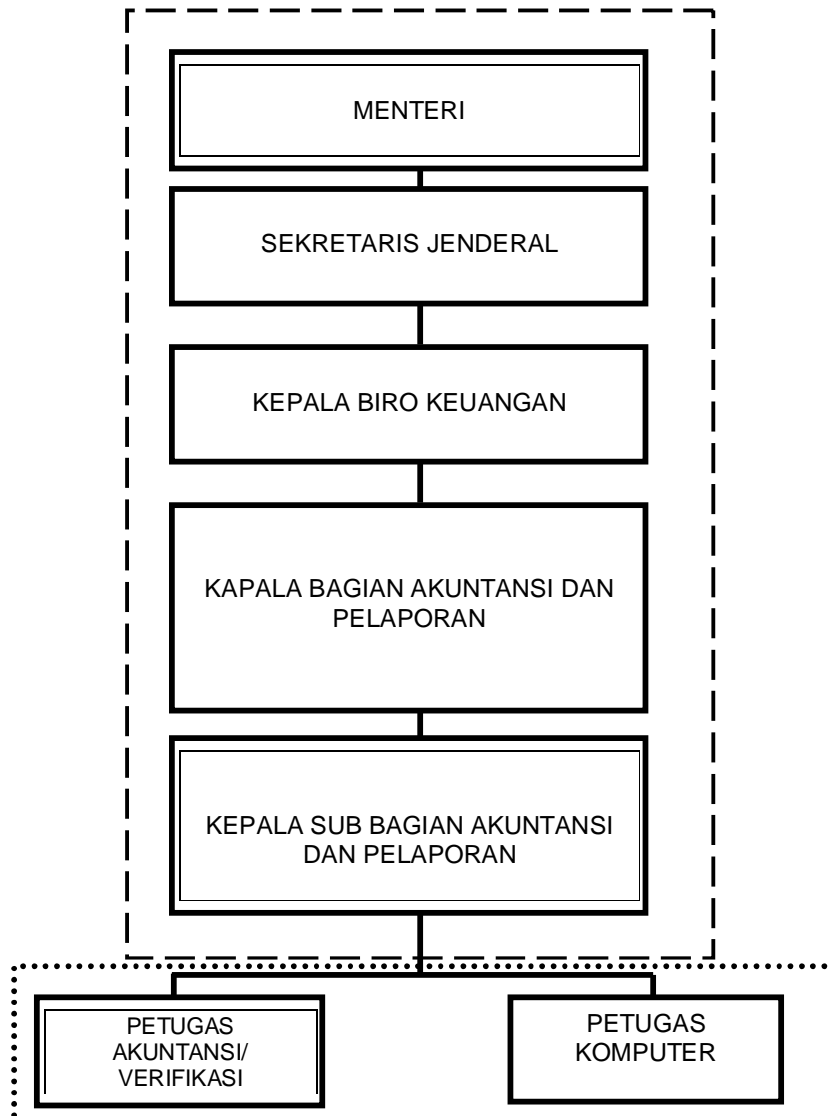 MENTERI
SEKRETARIS JENDERAL
KEPALA BIRO KEUANGAN
KAPALA BAGIAN AKUNTANSI DAN
PELAPORAN
KEPALA SUB BAGIAN AKUNTANSI
DAN PELAPORAN
PETUGAS
AKUNTANSI/
VERIFIKASI
PETUGAS
KOMPUTER